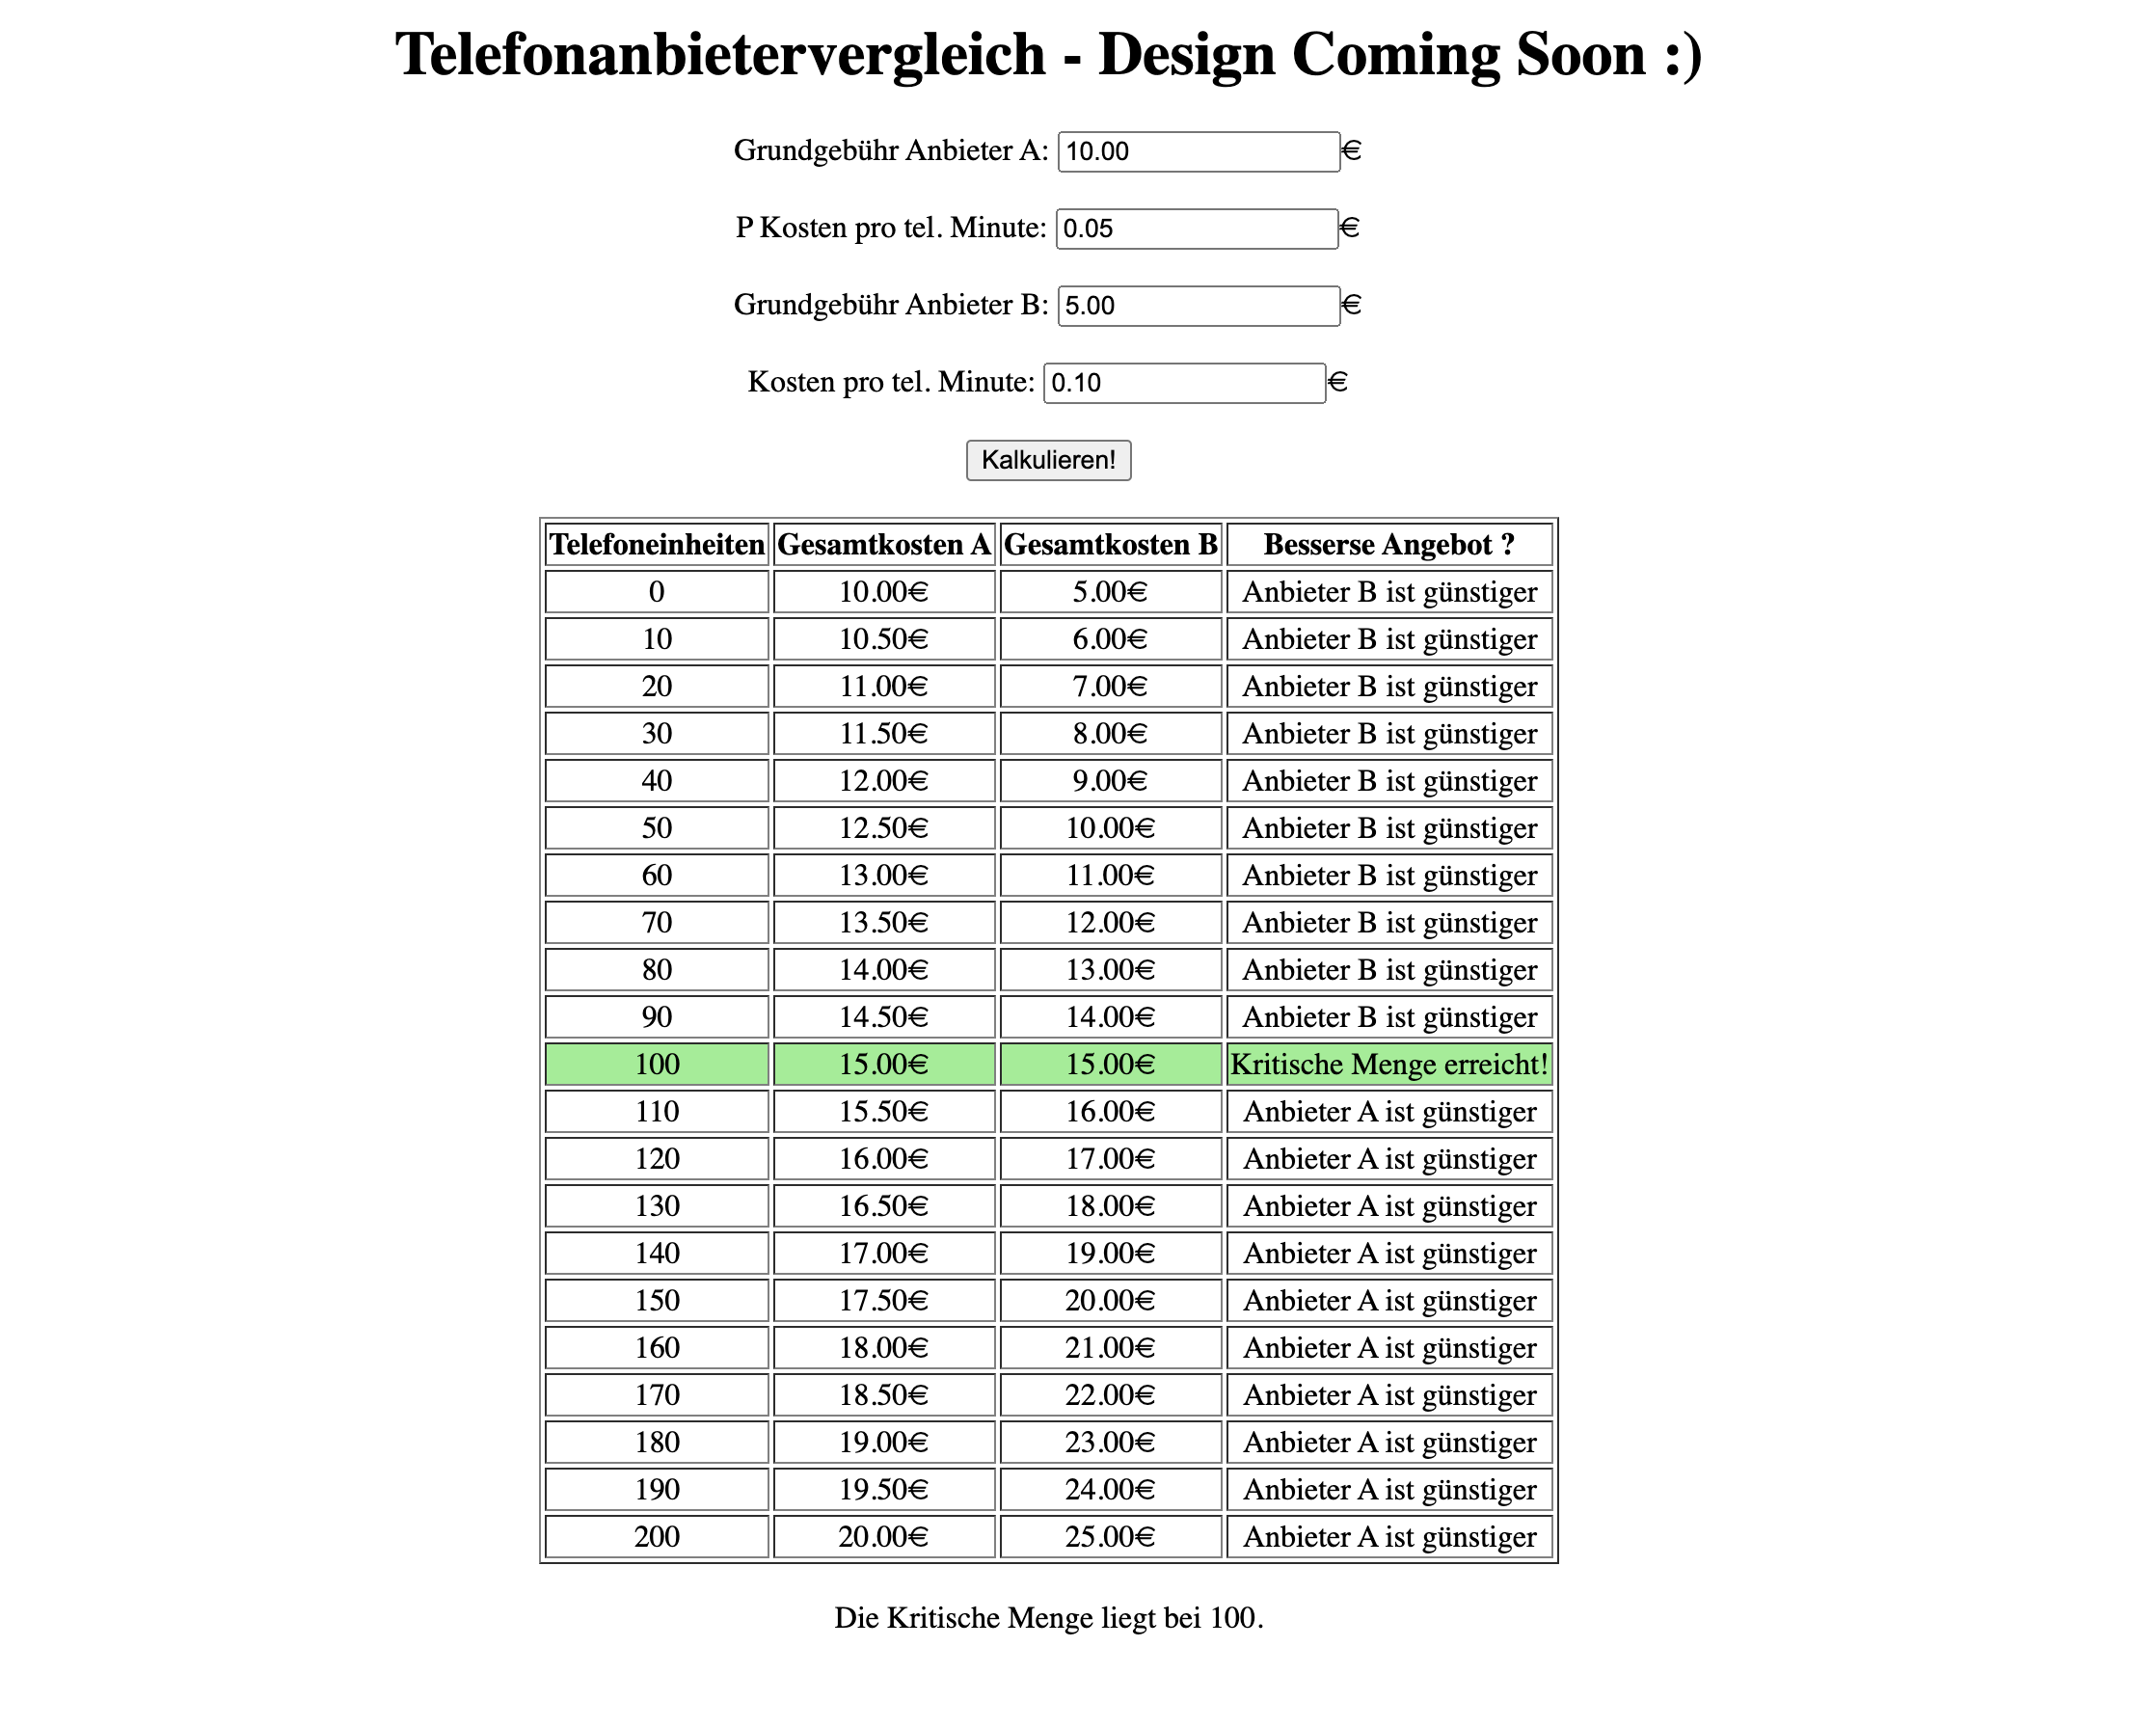 Telefonanbietervergleich - Design Coming Soon :)
Grundgebühr Anbieter A: 10.00€
P Kosten pro tel. Minute: 0.05€
Grundgebühr Anbieter B: 5.00€
Kosten pro tel. Minute: 0.10€
Kalkulieren!
Telefoneinheiten Gesamtkosten A Gesamtkosten B Besserse Angebot ?
0 10.00€ 5.00€ Anbieter B ist günstiger
10 10.50€ 6.00€ Anbieter B ist günstiger
20 11.00€ 7.00€ Anbieter B ist günstiger
30 11.50€ 8.00€ Anbieter B ist günstiger
40 12.00€ 9.00€ Anbieter B ist günstiger
50 12.50€ 10.00€ Anbieter B ist günstiger
60 13.00€ 11.00€ Anbieter B ist günstiger
70 13.50€ 12.00€ Anbieter B ist günstiger
80 14.00€ 13.00€ Anbieter B ist günstiger
90 14.50€ 14.00€ Anbieter B ist günstiger
100 15.00€ 15.00€ Kritische Menge erreicht!
110 15.50€ 16.00€ Anbieter A ist günstiger
120 16.00€ 17.00€ Anbieter A ist günstiger
130 16.50€ 18.00€ Anbieter A ist günstiger
140 17.00€ 19.00€ Anbieter A ist günstiger
150 17.50€ 20.00€ Anbieter A ist günstiger
160 18.00€ 21.00€ Anbieter A ist günstiger
170 18.50€ 22.00€ Anbieter A ist günstiger
180 19.00€ 23.00€ Anbieter A ist günstiger
190 19.50€ 24.00€ Anbieter A ist günstiger
200 20.00€ 25.00€ Anbieter A ist günstiger
Die Kritische Menge liegt bei 100.